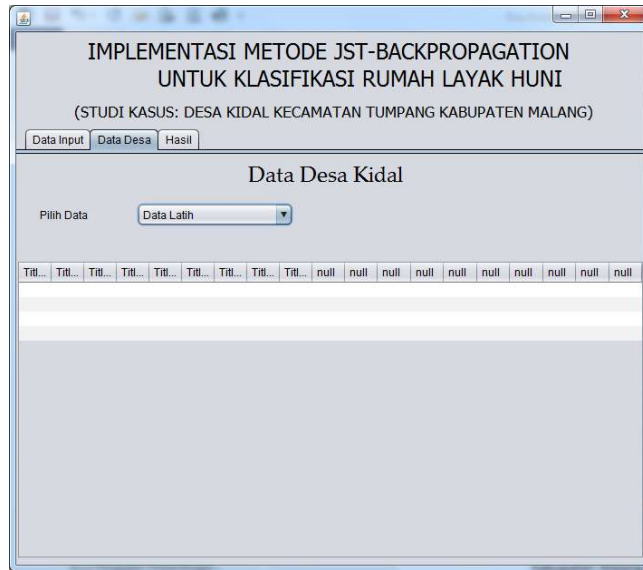 IMPLEMENTASI METODE JST-BACKPROPAGATION
UNTUK KLASIFIKASI RUMAH LAYAK HUNI
(STUDI KASUS: DESA KIDAL KECAMATAN TUMPANG KABUPATEN MALANG)
Data Input Data Desa Hasil
Data Desa Kidal
Pilih Data Data Latih
Titl... Titl... Titl... Titl... Titl... Titl... Titl... Titl... Titl... null null null null null null null null null null